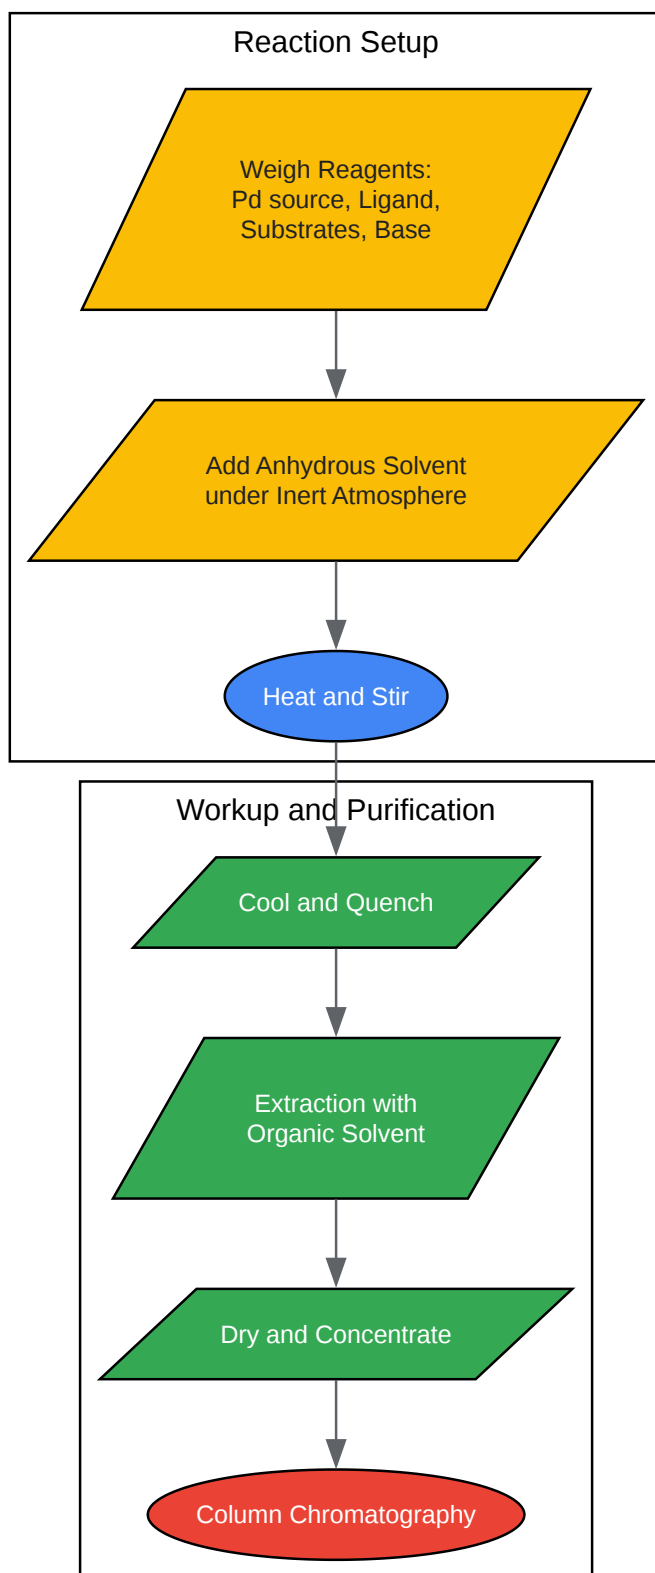 Reaction Setup
Weigh Reagents:
Pd source, Ligand,
Substrates, Base
Add Anhydrous Solvent
under Inert Atmosphere
Heat and Stir
Workup and Purification
Cool and Quench
Extraction with
Organic Solvent
Dry and Concentrate
Column Chromatography